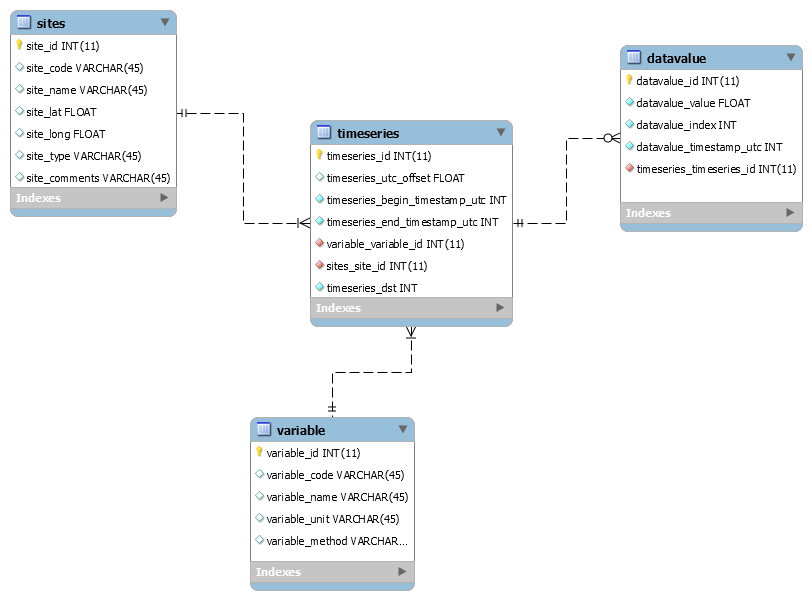 sites
site_id INT(11)
site_code VARCHAR(45)
site_name VARCHAR(45)
site_lat FLOAT
site_long FLOAT
site_type VARCHAR(45)
site_comments VARCHAR(45)
Indexes
timeseries
timeseries_id INT(11)
timeseries_utc_offset FLOAT
timeseries_begin_timestamp_utc INT
timeseries_end_timestamp_utc INT
variable_variable_id INT(11)
sites_site_id INT(11)
timeseries_dst INT
Indexes
datavalue
datavalue_id INT(11)
datavalue_value FLOAT
datavalue_index INT
datavalue_timestamp_utc INT
timeseries_timeseries_id INT(11)
Indexes
variable
variable_id INT(11)
variable_code VARCHAR(45)
variable_name VARCHAR(45)
variable_unit VARCHAR(45)
variable_method VARCHAR...
Indexes